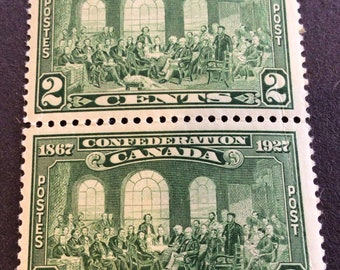 POSTES POST
2 CENTS 2
1867 CONFEDERATION 1927
CANADA
POSTES POST